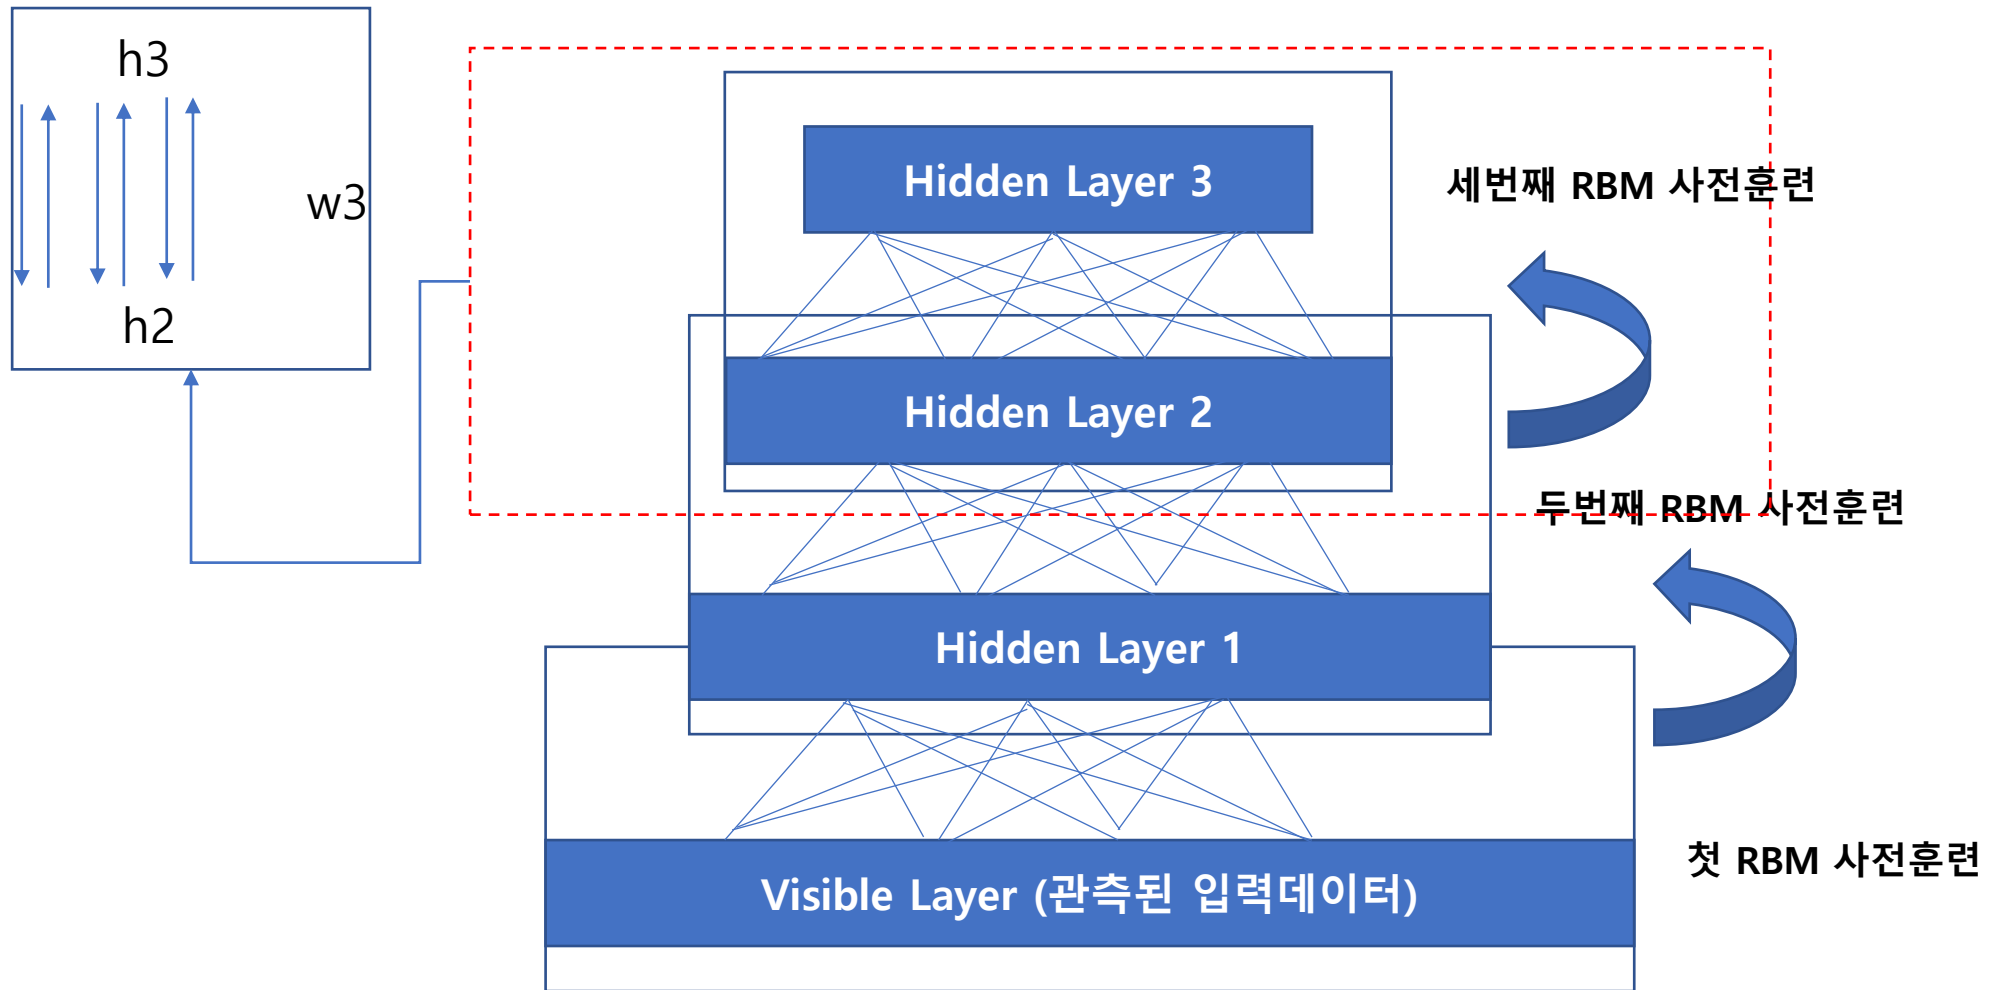 h3
w3
h2
Hidden Layer 3
세번째 RBM 사전훈련
Hidden Layer 2
두번째 RBM 사전훈련
Hidden Layer 1
첫 RBM 사전훈련
Visible Layer (관측된 입력데이터)